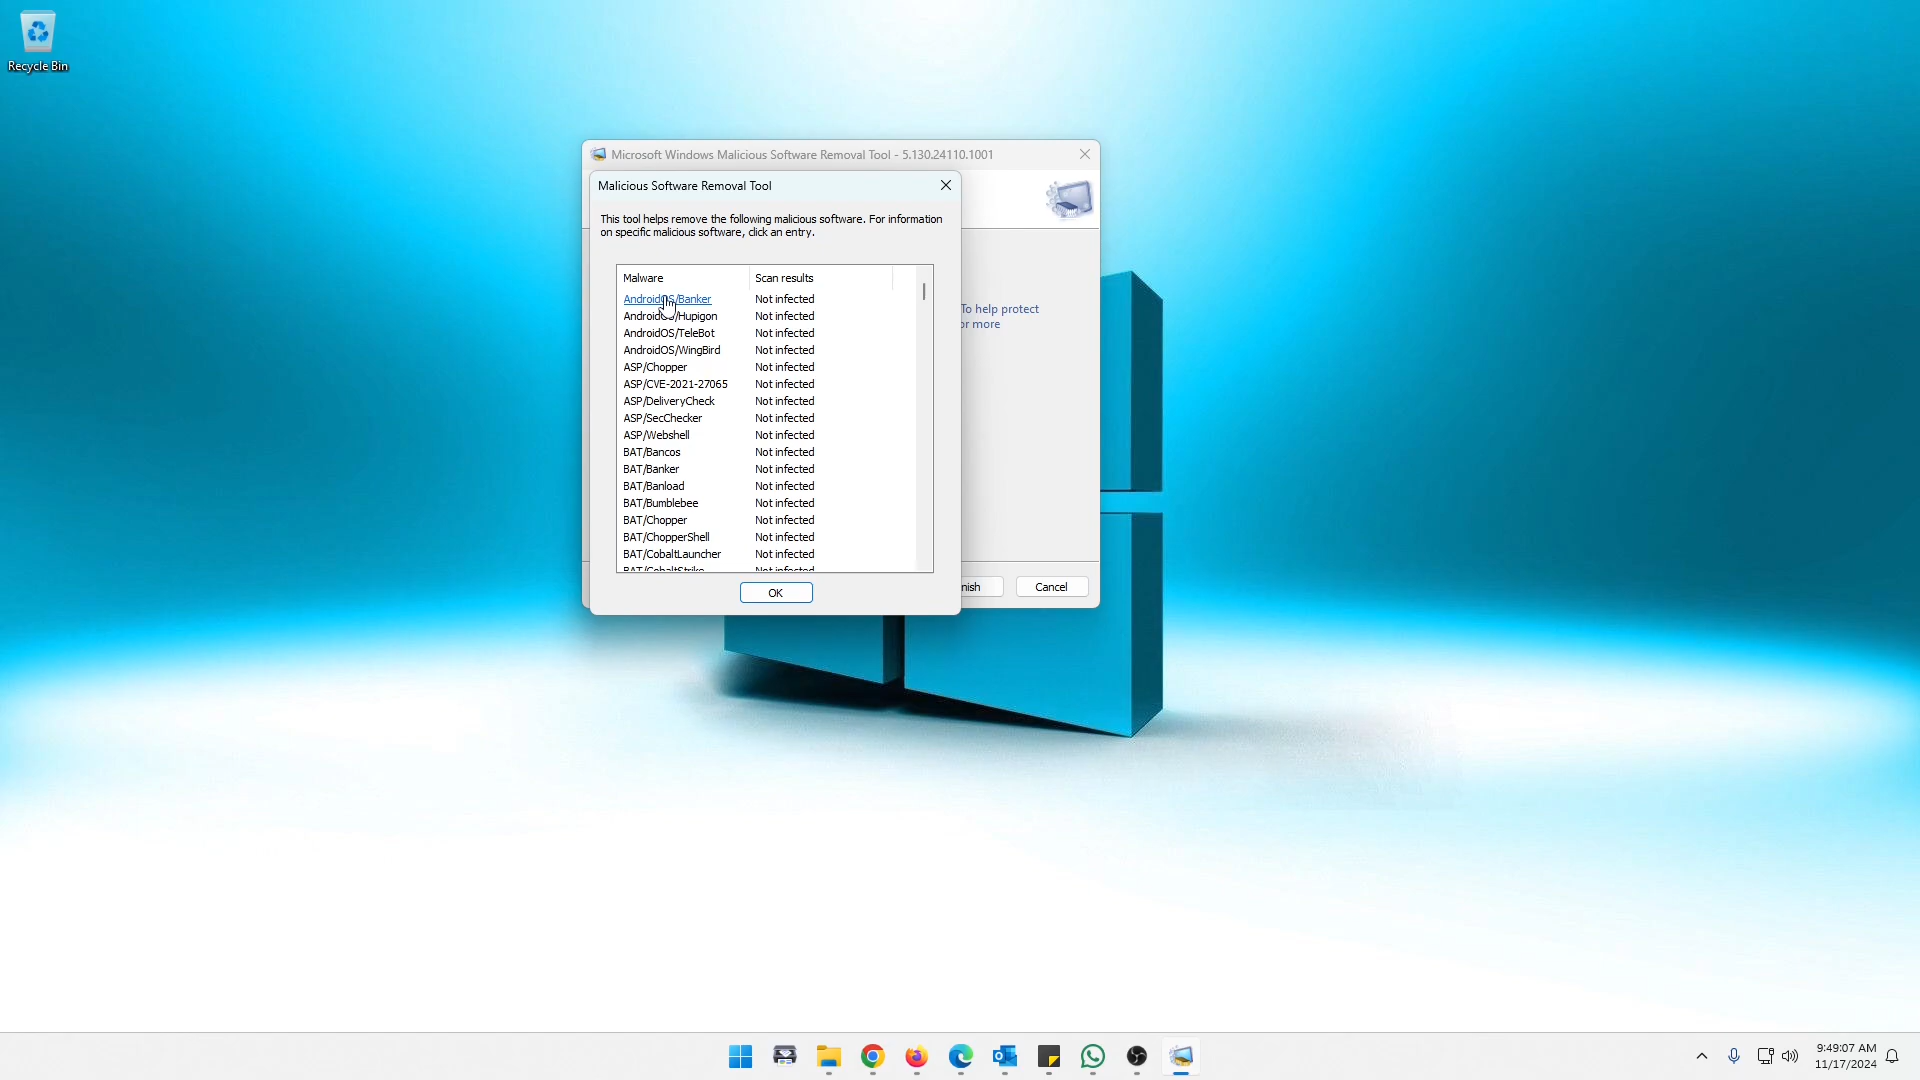 Recycle Bin
Microsoft Windows Malicious Software Removal Tool - 5.130.24110.1001
Malicious Software Removal Tool
This tool helps remove the following malicious software. For information
on specific malicious software, click an entry.
Malware Scan results
AndroidOS/Banker Not infected
AndroidOS/Hupigon Not infected
AndroidOS/TeleBot Not infected
AndroidOS/WingBird Not infected
ASP/Chopper Not infected
ASP/CVE-2021-27065 Not infected
ASP/DeliveryCheck Not infected
ASP/SecChecker Not infected
ASP/Webshell Not infected
BAT/Bancos Not infected
BAT/Banker Not infected
BAT/Banload Not infected
BAT/Bumblebee Not infected
BAT/Chopper Not infected
BAT/ChopperShell Not infected
BAT/CobaltLauncher Not infected
BAT/CobaltStrike Not infected
OK
To help protect
or more
nish
Cancel
9:49:07 AM
11/17/2024